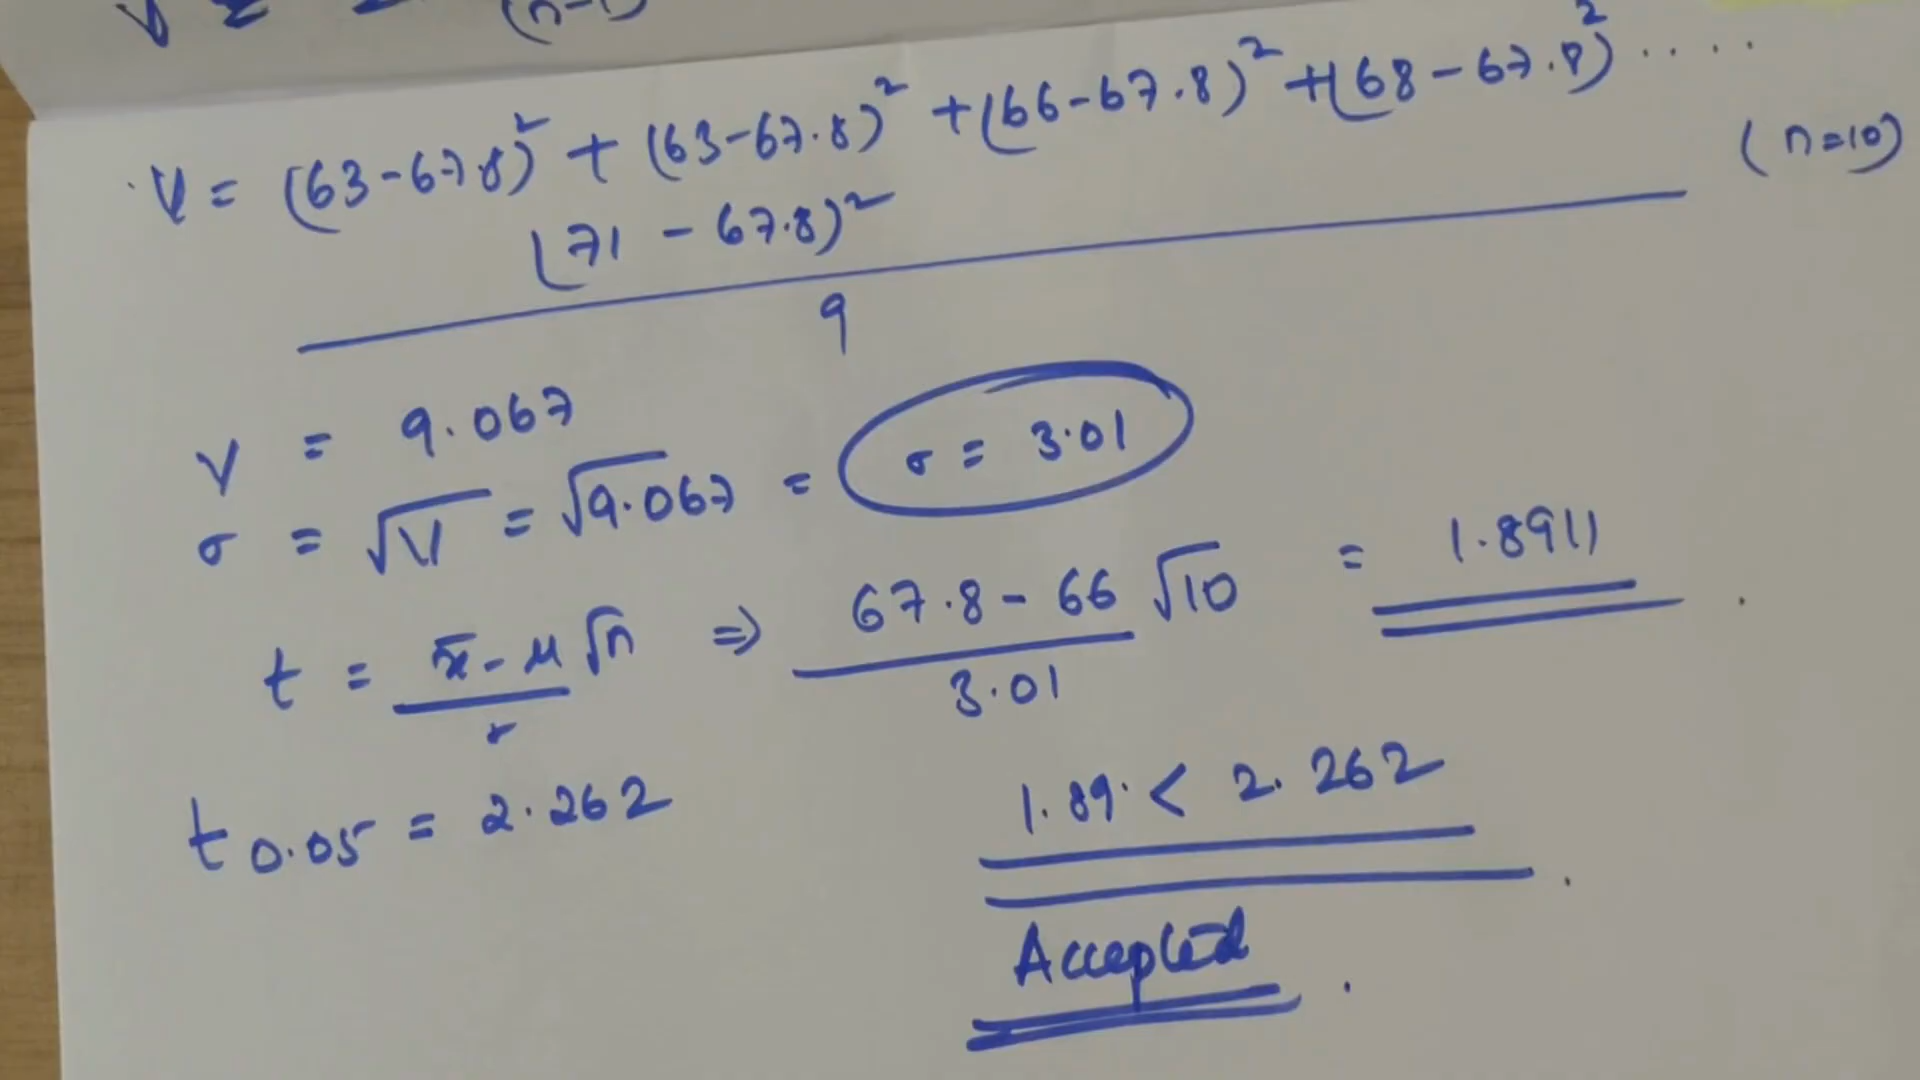 V = (n-1)
V = (63-67.8)² + (63-67.8)² + (66-67.8)² + (68-67.8)² ....
(n=10)
(71 - 67.8)²
9
V = 9.067
σ = √V = √9.067 = σ = 3.01
t = x̄-μ √n ⇒ 67.8-66 √10 = 1.8911
3.01
t 0.05 = 2.262
1.89 < 2.262
Accepted